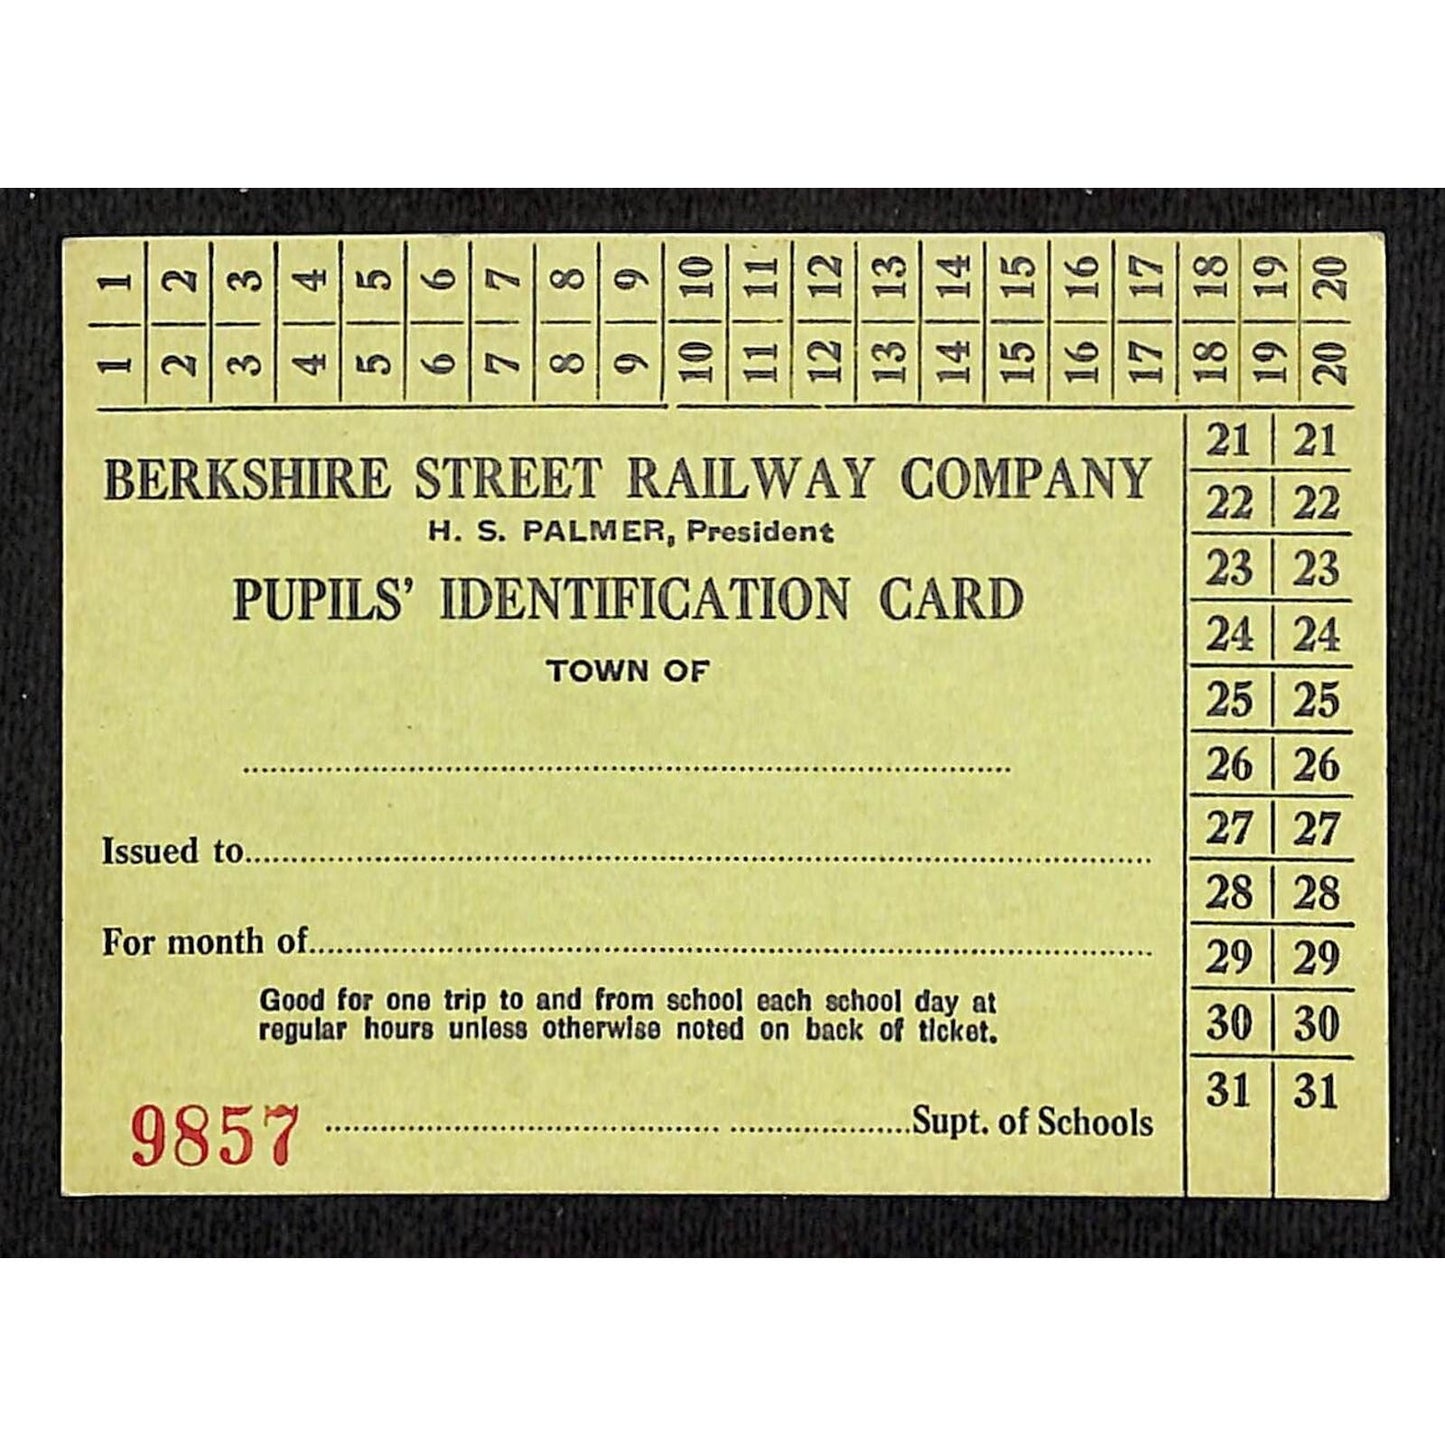 1 2 3 4 5 6 7 8 9 10 11 12 13 14 15 16 17 18 19 20
1 2 3 4 5 6 7 8 9 10 11 12 13 14 15 16 17 18 19 20
BERKSHIRE STREET RAILWAY COMPANY
H. S. PALMER, President
PUPILS' IDENTIFICATION CARD
TOWN OF
Issued to
For month of
Good for one trip to and from school each school day at
regular hours unless otherwise noted on back of ticket.
9857 Supt. of Schools
21 21
22 22
23 23
24 24
25 25
26 26
27 27
28 28
29 29
30 30
31 31